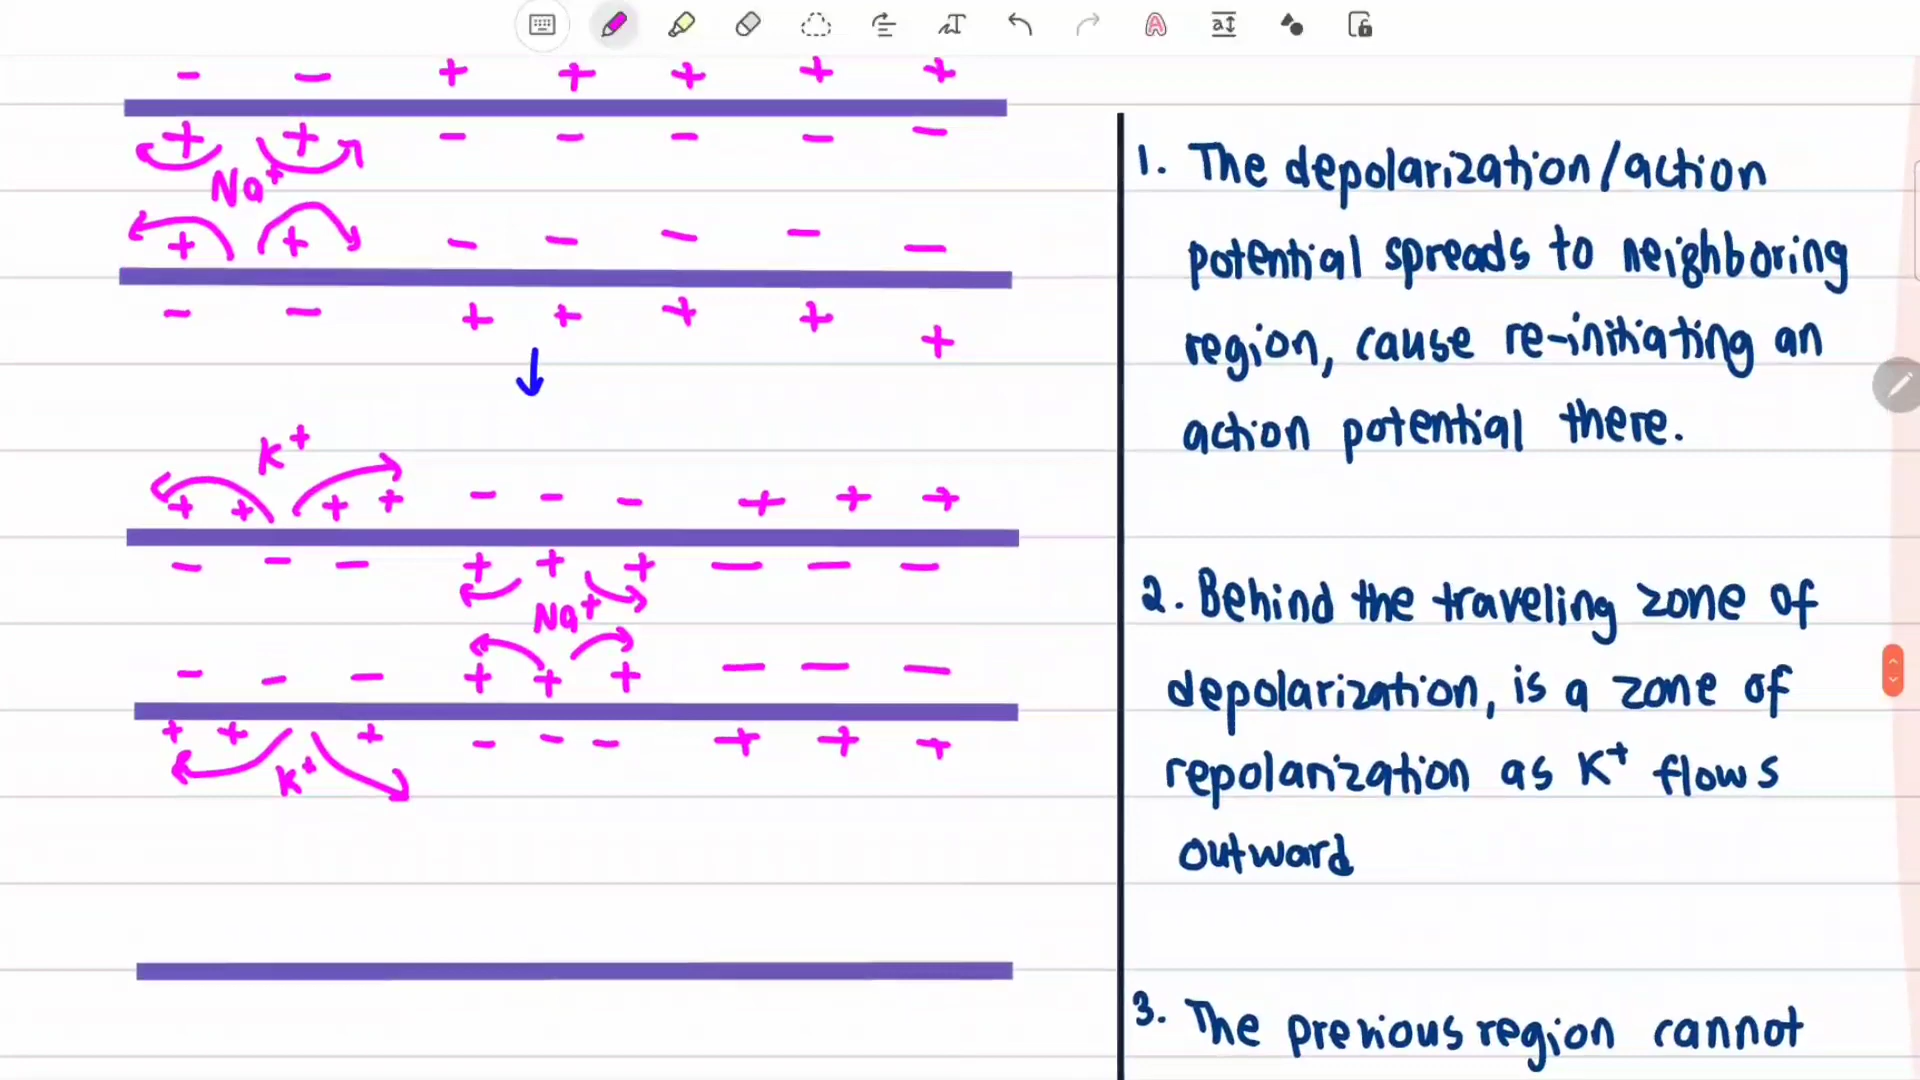 - - + + + + +
+ + - - - - -
Na+
+ + - - - - -
- - + + + + +
K+
+ + + + - - - + + +
- - - + + + - - -
Na+
- - - + + + - - -
+ + + - - - + + +
K+
1. The depolarization/action
potential spreads to neighboring
region, cause re-initiating an
action potential there.
2. Behind the traveling zone of
depolarization, is a zone of
repolarization as K+ flows
outward
3. The previous region cannot